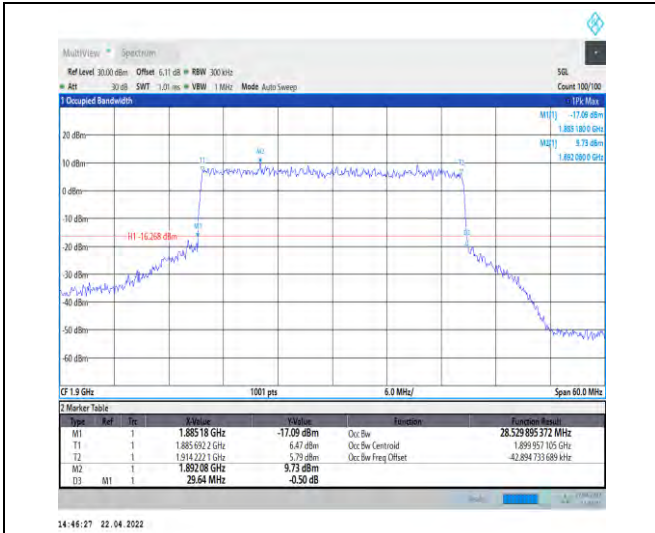 MultiView Spectrum
Ref Level 30.00 dBm Offset 6.11 dB RBW 300 kHz SGL
Att 30 dB SWT 1.01 ms VBW 1 MHz Mode Auto Sweep Count 100/100
1 Occupied Bandwidth 1Pk Max
M1[1] -17.09 dBm
1.885 180 0 GHz
M2[1] 9.73 dBm
1.892 080 0 GHz
20 dBm
M2
10 dBm
T1
T2
0 dBm
-10 dBm
M1
D3
H1 -16.268 dBm
-20 dBm
-30 dBm
-40 dBm
-50 dBm
-60 dBm
CF 1.9 GHz 1001 pts 6.0 MHz/ Span 60.0 MHz
2 Marker Table
Type Ref Trc X-Value Y-Value Function Function Result
M1 1 1.88518 GHz -17.09 dBm Occ Bw 28.529 895 372 MHz
T1 1 1.885 692 2 GHz 6.47 dBm Occ Bw Centroid 1.899 957 105 GHz
T2 1 1.914 222 1 GHz 5.79 dBm Occ Bw Freq Offset -42.894 733 689 kHz
M2 1 1.89208 GHz 9.73 dBm
D3 M1 1 29.64 MHz -0.50 dB
14:46:27 22.04.2022